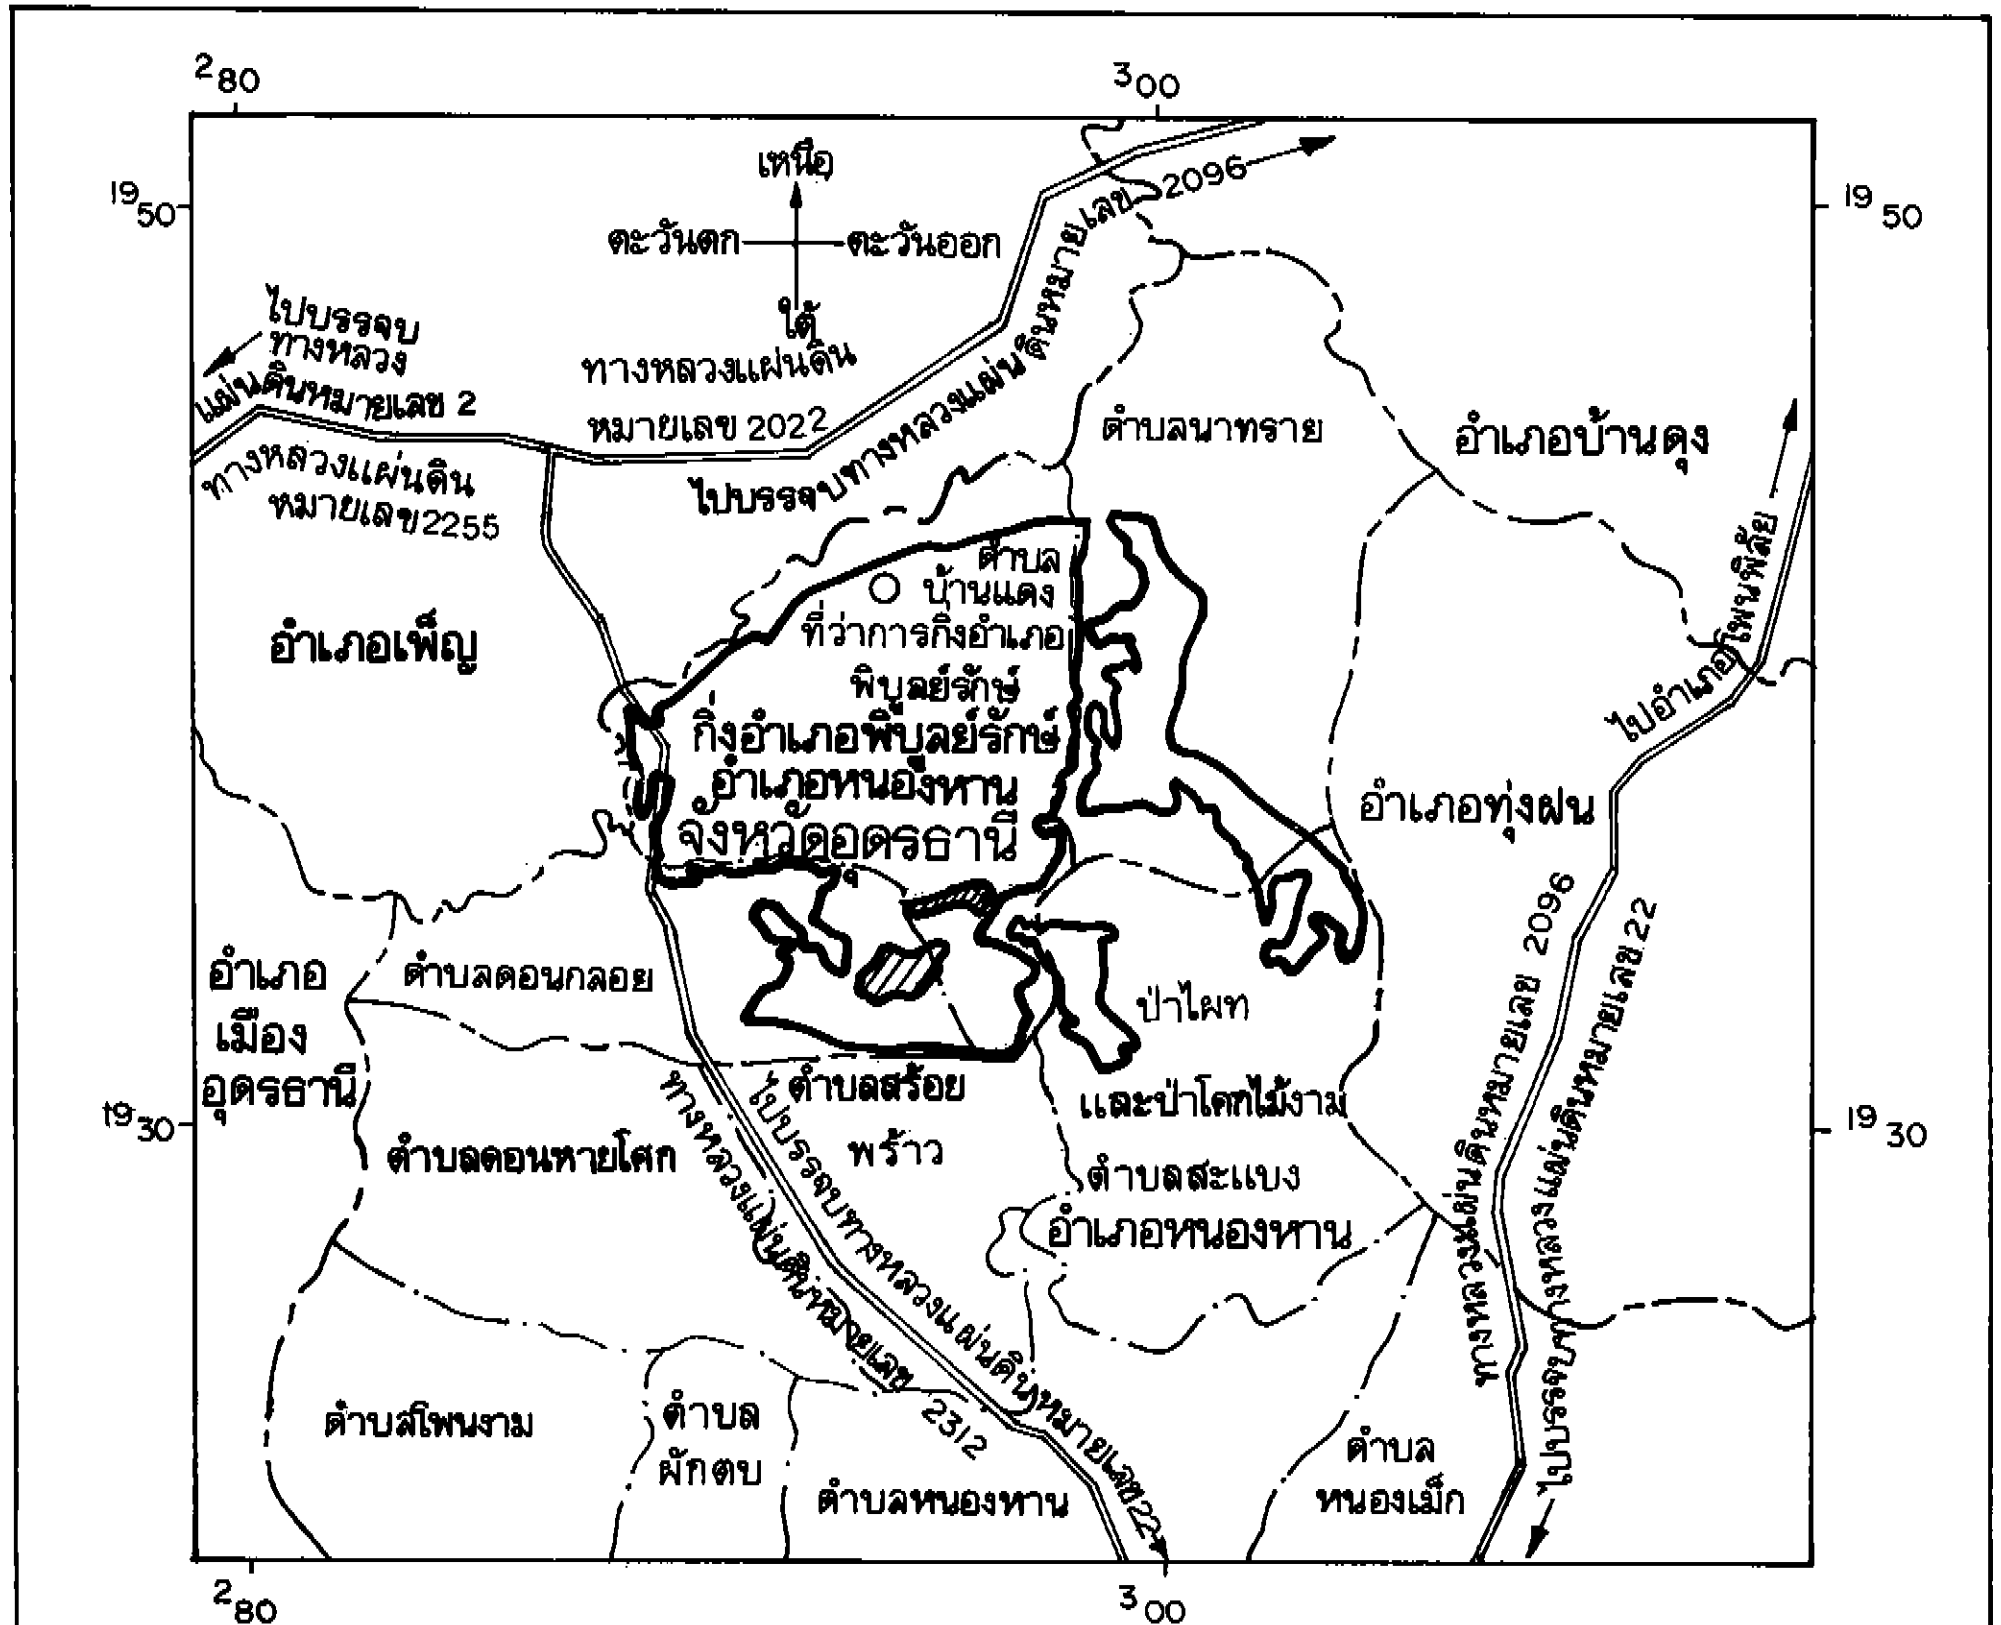 280
300
1950
1950
เหนือ
ตะวันตก
ตะวันออก
ใต้
ทางหลวงแผ่นดินหมายเลข 2096
ไปบรรจบ
ทางหลวง
แผ่นดินหมายเลข 2
ทางหลวงแผ่นดิน
หมายเลข 2022
ไปบรรจบทางหลวงแผ่นดินหมายเลข 2096
ทางหลวงแผ่นดิน
หมายเลข 2255
ตำบลนาทราย
อำเภอบ้านดุง
ตำบล
บ้านแดง
ที่ว่าการกิ่งอำเภอ
พิบูลย์รักษ์
อำเภอเพ็ญ
กิ่งอำเภอพิบูลย์รักษ์
อำเภอหนองหาน
จังหวัดอุดรธานี
ไปอำเภอโพนพิสัย
อำเภอทุ่งฝน
อำเภอ
เมือง
อุดรธานี
ตำบลดอนกลอย
ป่าไผท
และป่าโคกไม้งาม
ตำบลสร้อย
พร้าว
ตำบลดอนหายโศก
ตำบลสะแบง
อำเภอหนองหาน
ทางหลวงแผ่นดินหมายเลข 2096
ไปบรรจบทางหลวงแผ่นดินหมายเลข 22
1930
1930
ทางหลวงแผ่นดินหมายเลข 2312
ไปบรรจบทางหลวงแผ่นดินหมายเลข 22
ตำบลโพนงาม
ตำบล
ผักตบ
ตำบลหนองหาน
ตำบล
หนองเม็ก
280
300